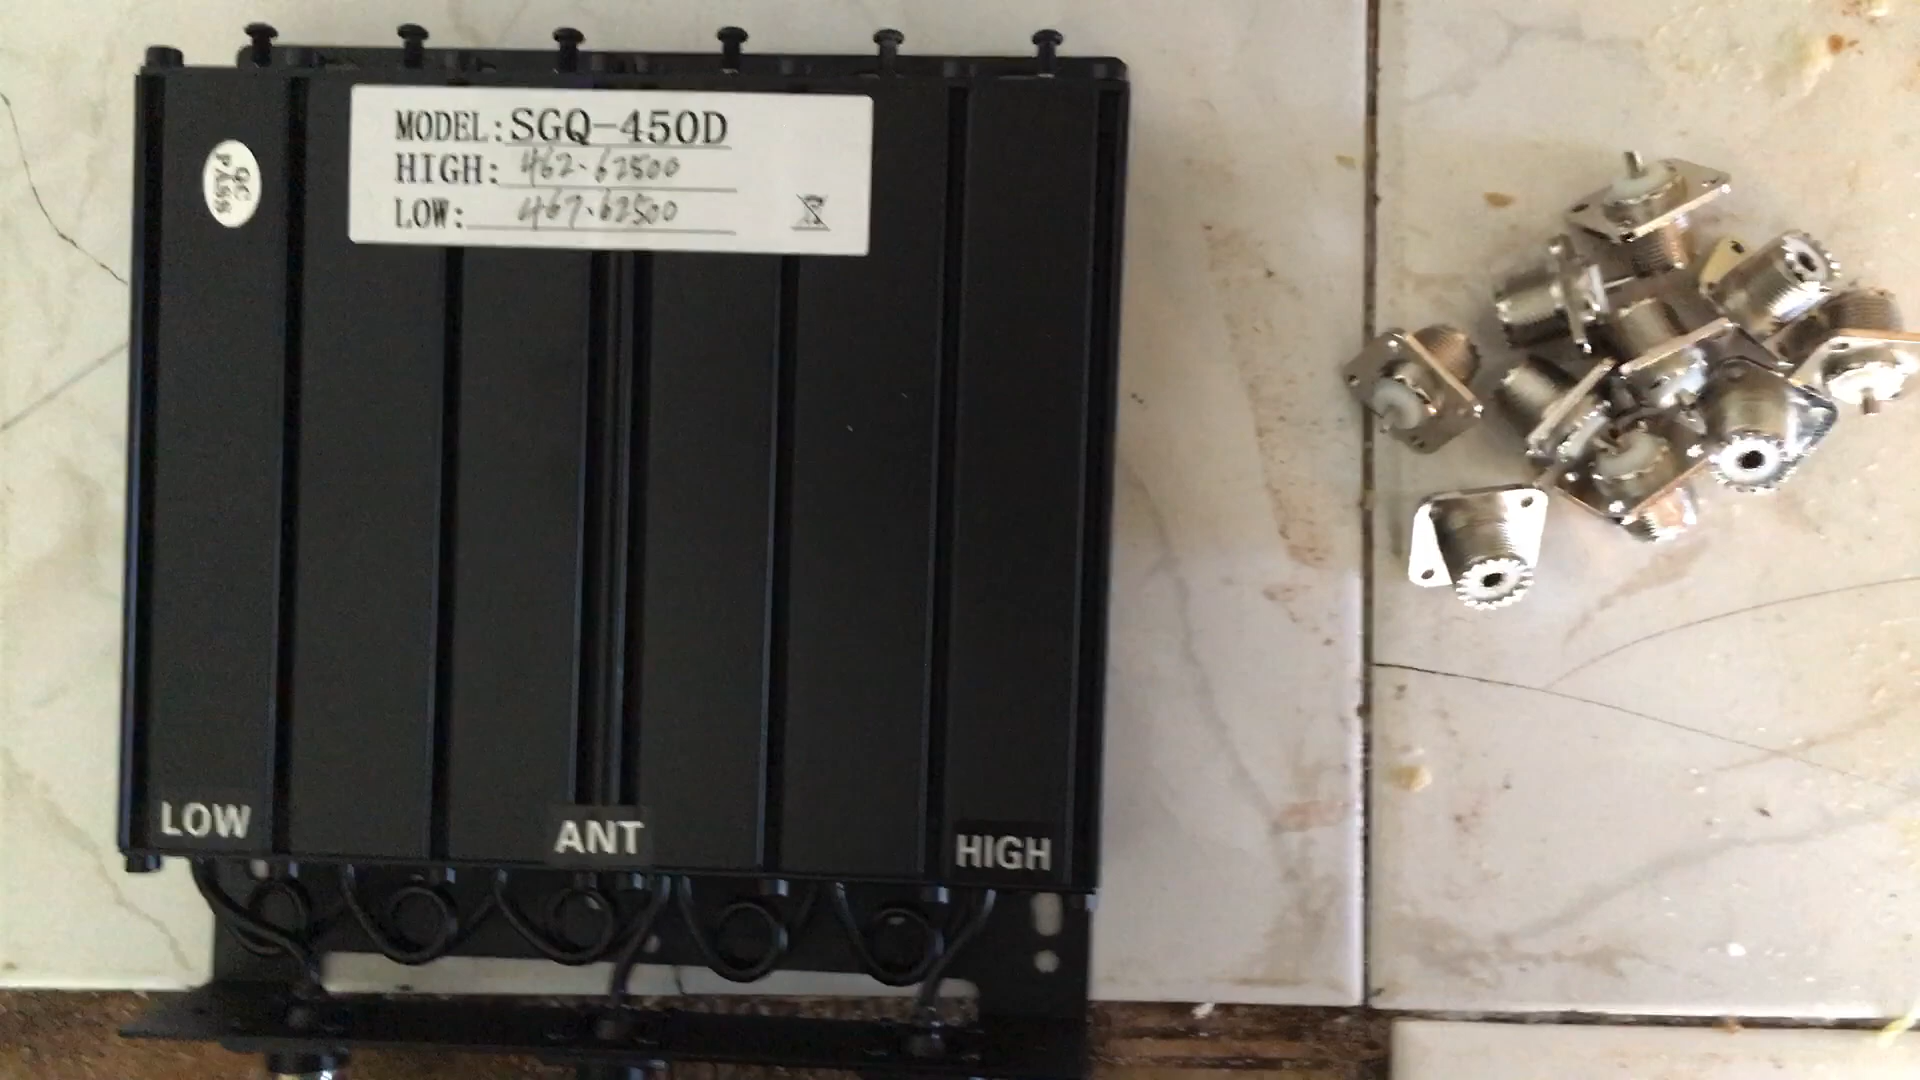 MODEL: SGQ-450D
HIGH: 462.62500
LOW: 467.62500
QC
PASS
LOW
ANT
HIGH